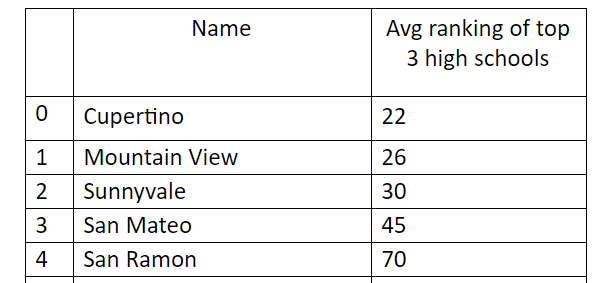 Name Avg ranking of top
3 high schools
0 Cupertino 22
1 Mountain View 26
2 Sunnyvale 30
3 San Mateo 45
4 San Ramon 70